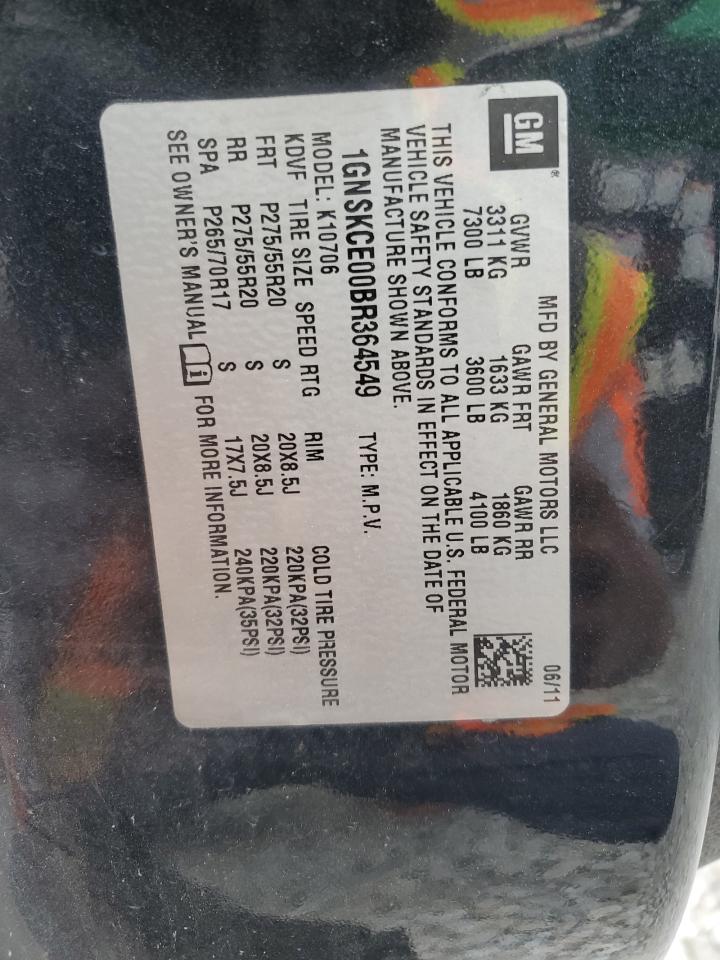 GM
®
MFD BY GENERAL MOTORS LLC 06/11
GVWR GAWR FRT GAWR RR
3311 KG 1633 KG 1860 KG
7300 LB 3600 LB 4100 LB
THIS VEHICLE CONFORMS TO ALL APPLICABLE U.S. FEDERAL MOTOR
VEHICLE SAFETY STANDARDS IN EFFECT ON THE DATE OF
MANUFACTURE SHOWN ABOVE.
1GNSKCE00BR364549 TYPE: M.P.V.
MODEL: K10706
KDVF TIRE SIZE SPEED RTG RIM COLD TIRE PRESSURE
FRT P275/55R20 S 20X8.5J 220KPA(32PSI)
RR P275/55R20 S 20X8.5J 220KPA(32PSI)
SPA P265/70R17 S 17X7.5J 240KPA(35PSI)
SEE OWNER'S MANUAL i FOR MORE INFORMATION.